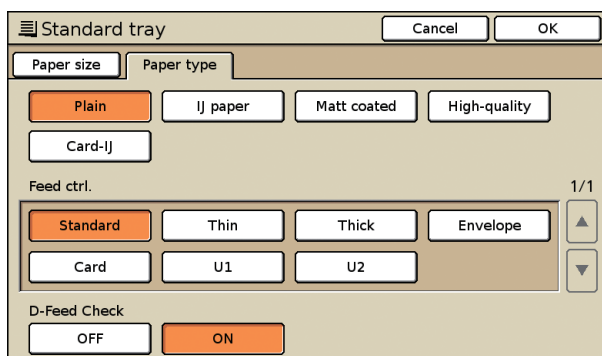 Standard tray Cancel OK
Paper size Paper type
Plain IJ paper Matt coated High-quality
Card-IJ
Feed ctrl. 1/1
Standard Thin Thick Envelope
Card U1 U2
D-Feed Check
OFF ON